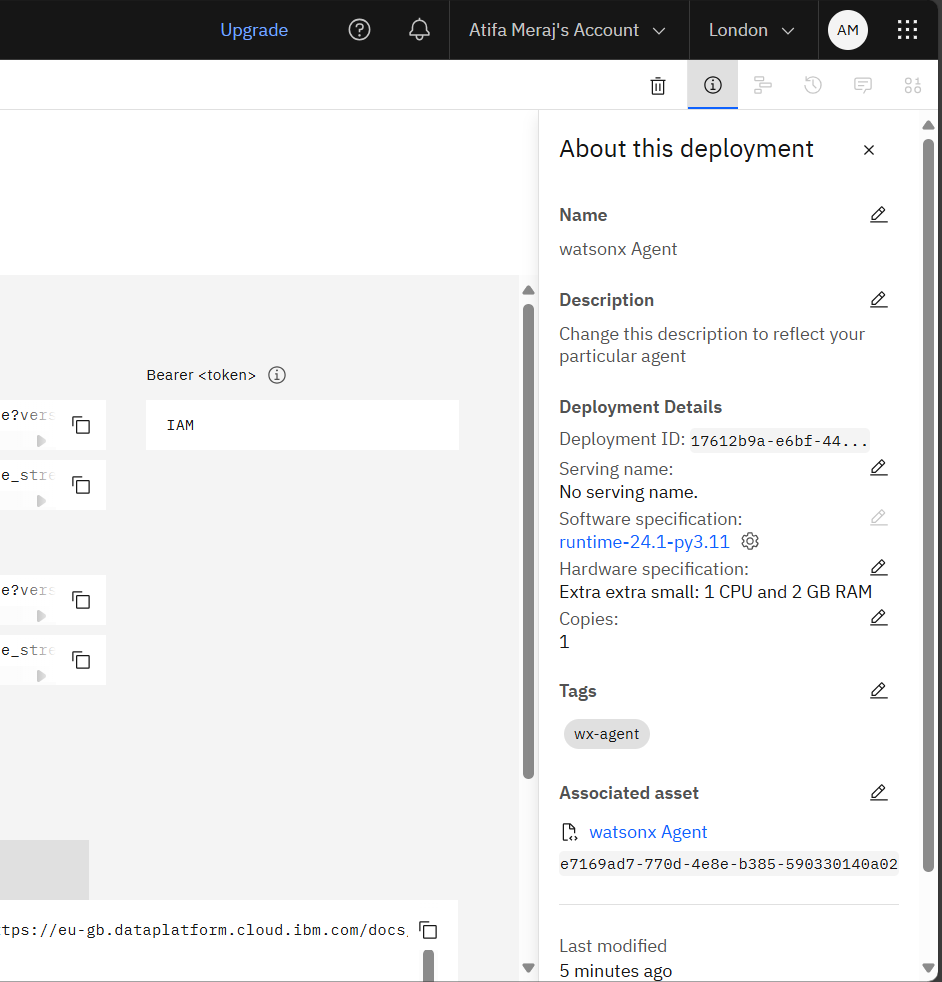 Upgrade
Atifa Meraj's Account
London
AM
About this deployment
Name
watsonx Agent
Description
Change this description to reflect your
particular agent
Deployment Details
Deployment ID: 17612b9a-e6bf-44...
Serving name:
No serving name.
Software specification:
runtime-24.1-py3.11
Hardware specification:
Extra extra small: 1 CPU and 2 GB RAM
Copies:
1
Tags
wx-agent
Associated asset
watsonx Agent
e7169ad7-770d-4e8e-b385-590330140a02
Last modified
5 minutes ago
Bearer <token>
IAM
e?vers
e_stre
e?vers
e_stre
ttps://eu-gb.dataplatform.cloud.ibm.com/docs/